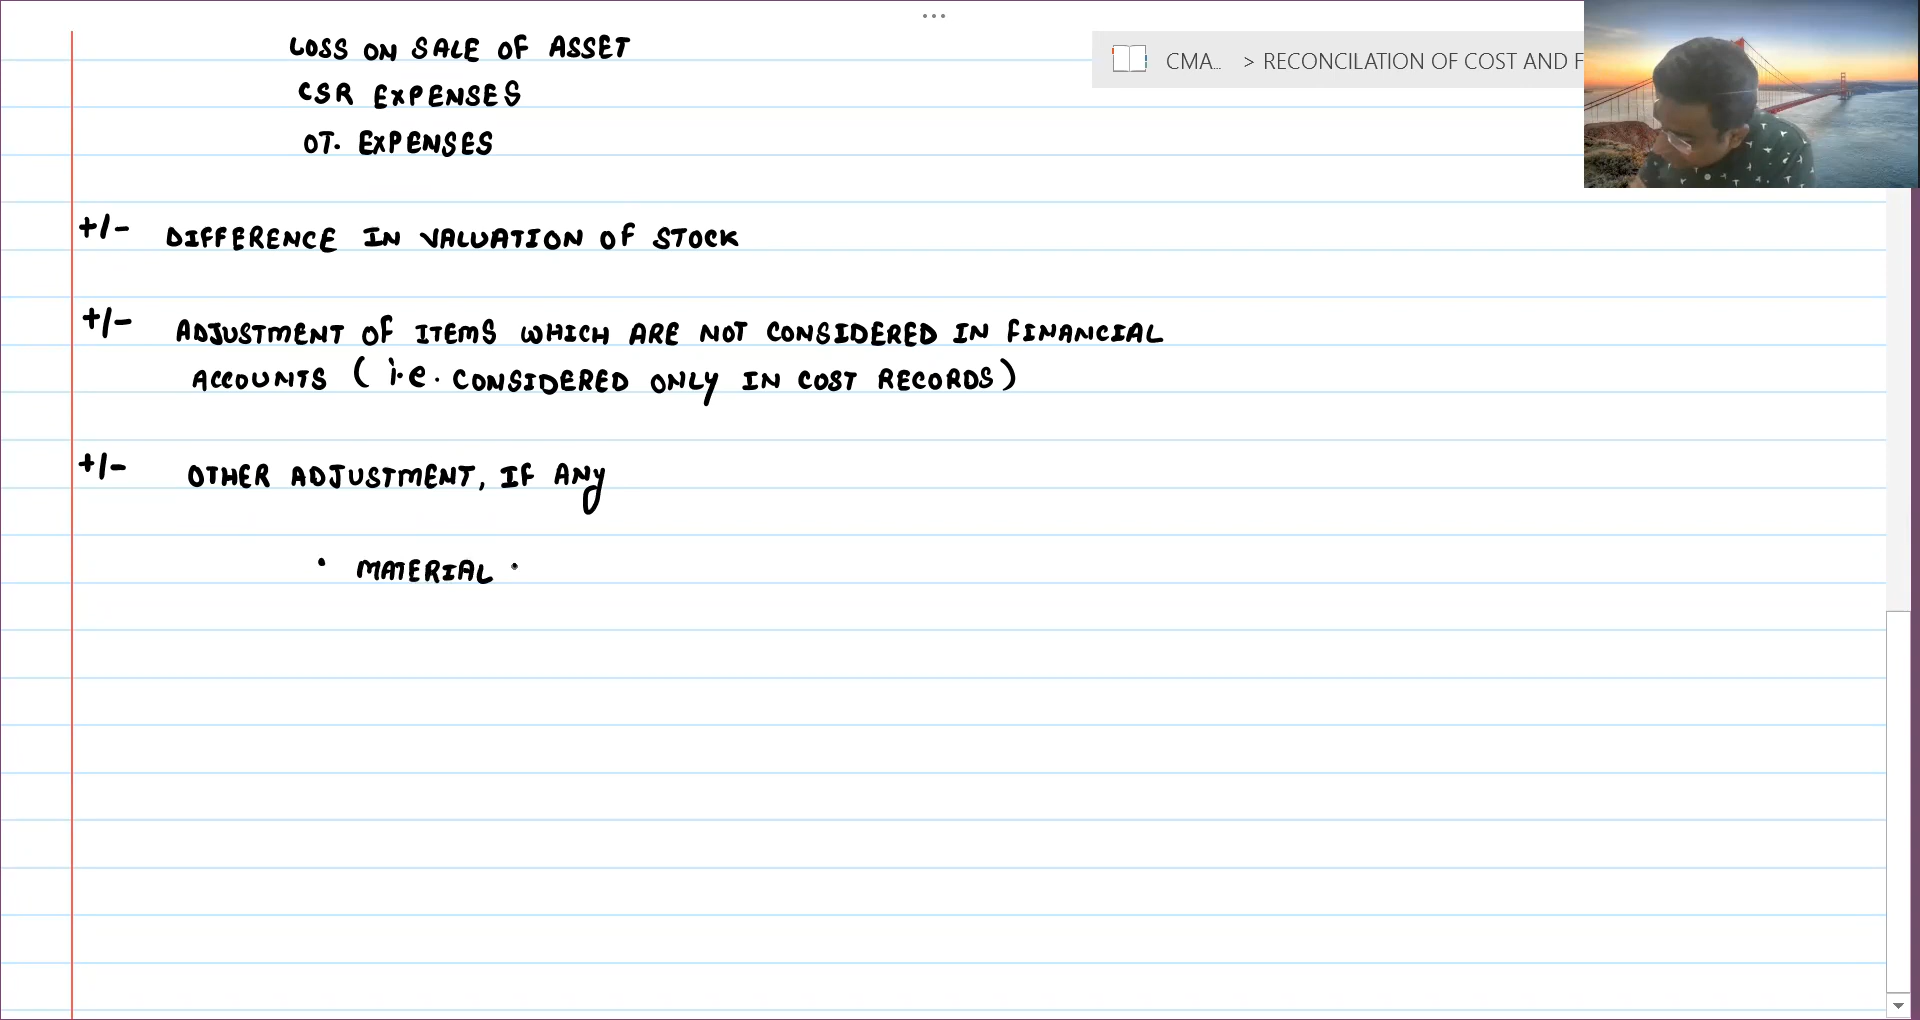 LOSS ON SALE OF ASSET
CMA... > RECONCILATION OF COST AND F
CSR EXPENSES
OT. EXPENSES
+/- DIFFERENCE IN VALUATION OF STOCK
+/- ADJUSTMENT OF ITEMS WHICH ARE NOT CONSIDERED IN FINANCIAL
ACCOUNTS ( i.e. CONSIDERED ONLY IN COST RECORDS )
+/- OTHER ADJUSTMENT, IF ANY
• MATERIAL •